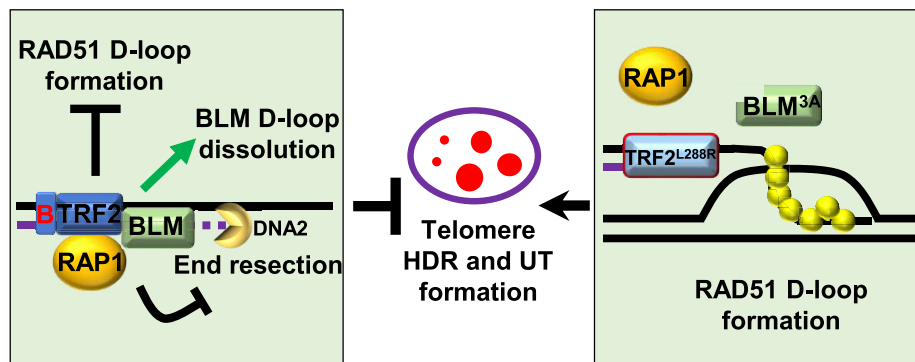 RAD51 D-loop
formation
BLM D-loop
dissolution
B TRF2
BLM
DNA2
RAP1
End resection
Telomere
HDR and UT
formation
RAP1
BLM3A
TRF2L288R
RAD51 D-loop
formation